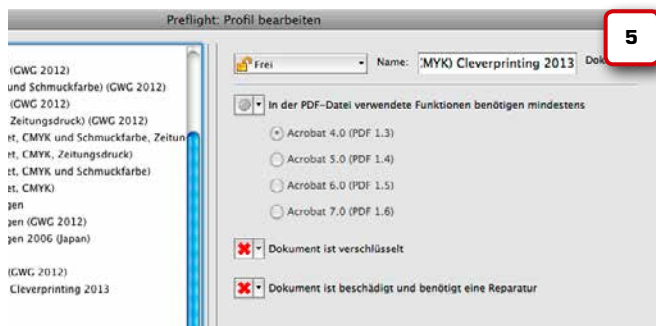 Preflight: Profil bearbeiten
5
(GWG 2012)
und Schmuckfarbe) (GWG 2012)
(GWG 2012)
Zeitungsdruck) (GWG 2012)
et, CMYK und Schmuckfarbe, Zeitun
et, CMYK, Zeitungsdruck)
et, CMYK und Schmuckfarbe)
et, CMYK)
gen
gen (GWG 2012)
gen 2006 (Japan)
(GWG 2012)
Cleverprinting 2013
Frei Name: MYK) Cleverprinting 2013 Dok
In der PDF-Datei verwendete Funktionen benötigen mindestens
Acrobat 4.0 (PDF 1.3)
Acrobat 5.0 (PDF 1.4)
Acrobat 6.0 (PDF 1.5)
Acrobat 7.0 (PDF 1.6)
Dokument ist verschlüsselt
Dokument ist beschädigt und benötigt eine Reparatur